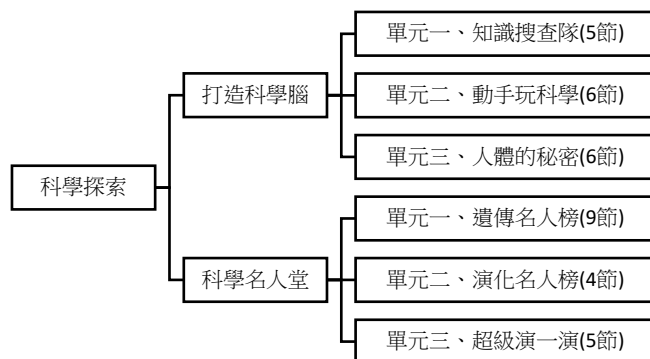 科學探索
打造科學腦
單元一、知識搜查隊(5節)
單元二、動手玩科學(6節)
單元三、人體的秘密(6節)
科學名人堂
單元一、遺傳名人榜(9節)
單元二、演化名人榜(4節)
單元三、超級演一演(5節)